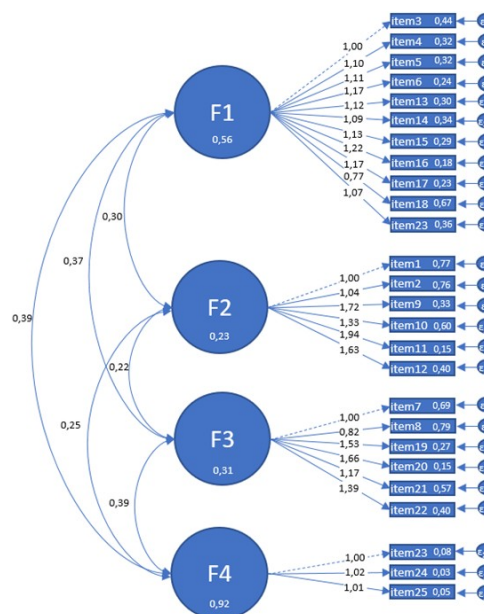 item3 0,44
item4 0,32
item5 0,32
item6 0,24
item13 0,30
item14 0,34
item15 0,29
item16 0,18
item17 0,23
item18 0,67
item23 0,36
1,00
1,10
1,11
1,17
1,12
1,09
1,13
1,22
1,17
0,77
1,07
F1
0,56
0,30
0,37
0,39
item1 0,77
item2 0,76
item9 0,33
item10 0,60
item11 0,15
item12 0,40
1,00
1,04
1,72
1,33
1,94
1,63
F2
0,23
0,22
0,25
item7 0,69
item8 0,79
item19 0,27
item20 0,15
item21 0,57
item22 0,40
1,00
0,82
1,53
1,66
1,17
1,39
F3
0,31
0,39
item23 0,08
item24 0,03
item25 0,05
1,00
1,02
1,01
F4
0,92